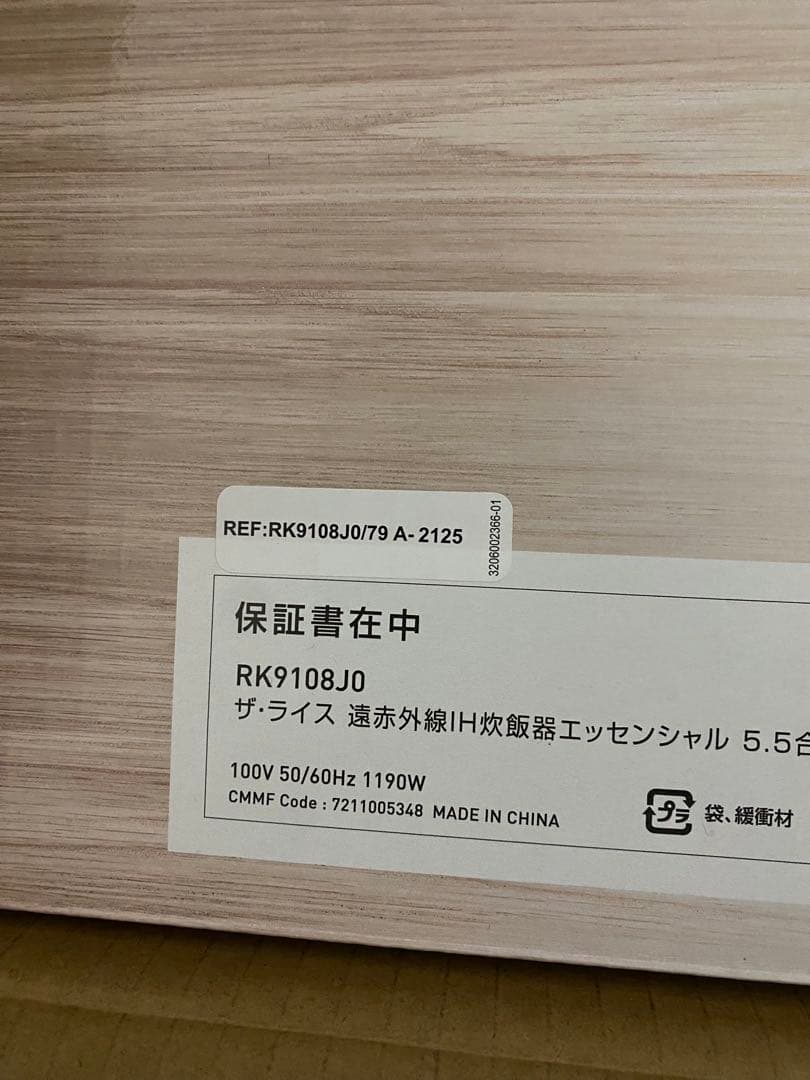 REF:RK9108J0/79 A- 2125
3206002366-01
保証書在中
RK9108J0
ザ・ライス 遠赤外線IH炊飯器エッセンシャル 5.5合
100V 50/60Hz 1190W
CMMF Code : 7211005348 MADE IN CHINA
プラ 袋、緩衝材